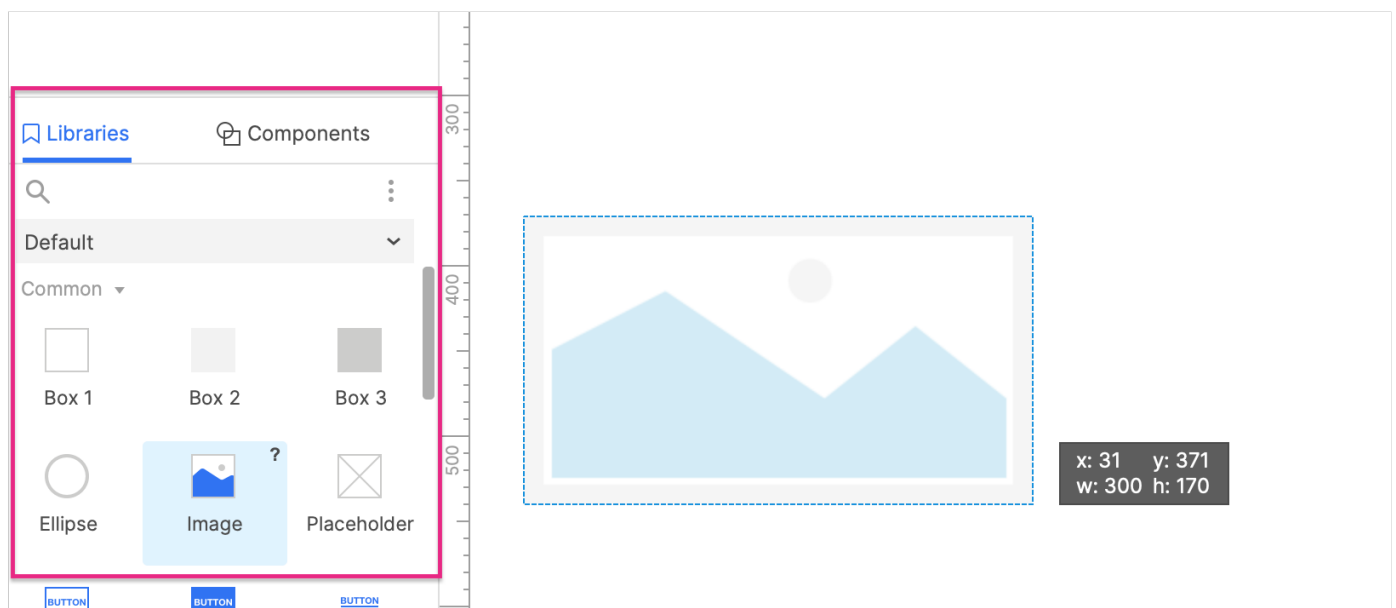 Libraries Components
Default
Common
Box 1 Box 2 Box 3
?
Ellipse Image Placeholder
BUTTON BUTTON BUTTON
300
400
500
x: 31 y: 371
w: 300 h: 170